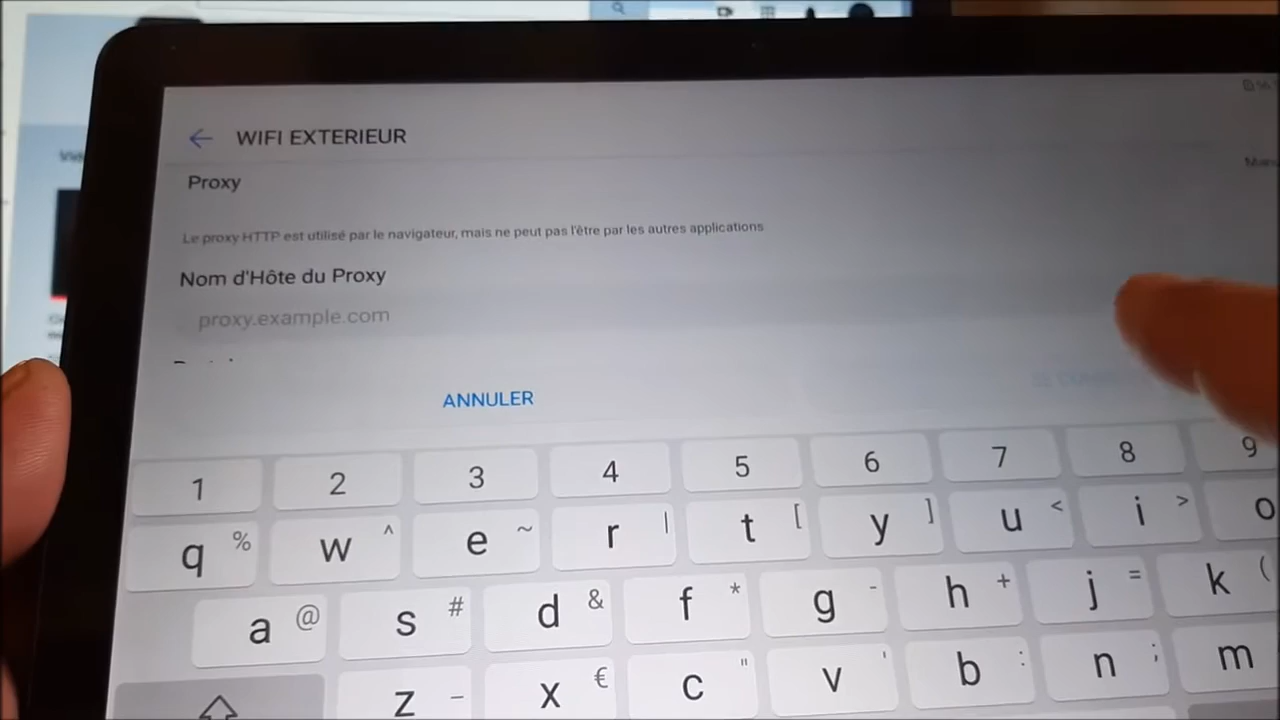 WIFI EXTERIEUR
Proxy
Le proxy HTTP est utilisé par le navigateur, mais ne peut pas l'être par les autres applications
Nom d'Hôte du Proxy
proxy.example.com
ANNULER
1 2 3 4 5 6 7 8 9
q % w ^ e ~ r | t [ y ] u < i > o
a @ s # d & f * g - h + j = k (
z _ x € c " v ' b : n ; m